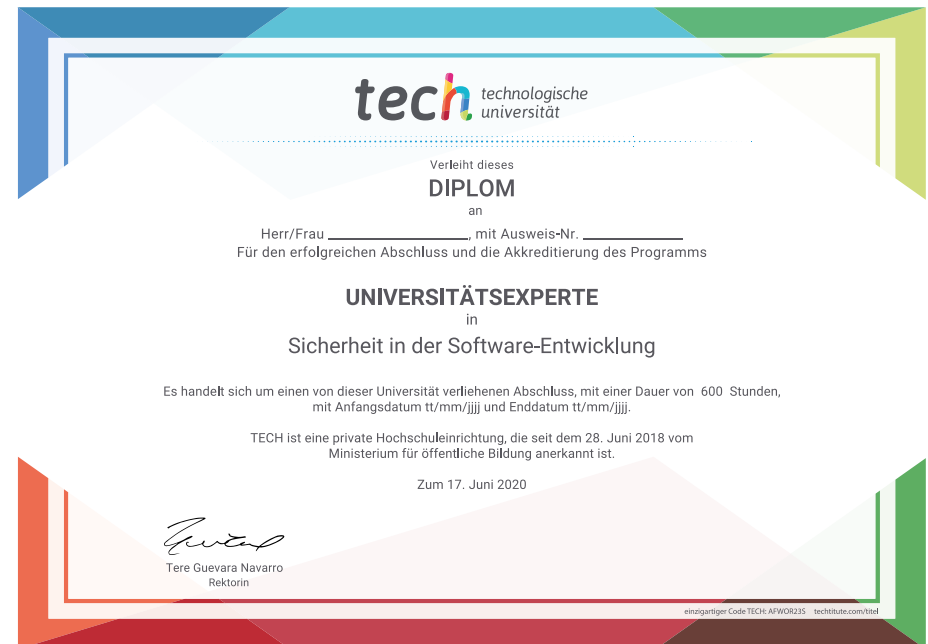 tech technologische
universität
Verleiht dieses
DIPLOM
an
Herr/Frau ____________, mit Ausweis-Nr. ____________
Für den erfolgreichen Abschluss und die Akkreditierung des Programms
UNIVERSITÄTSEXPERTE
in
Sicherheit in der Software-Entwicklung
Es handelt sich um einen von dieser Universität verliehenen Abschluss, mit einer Dauer von 600 Stunden,
mit Anfangsdatum tt/mm/jjjj und Enddatum tt/mm/jjjj.
TECH ist eine private Hochschuleinrichtung, die seit dem 28. Juni 2018 vom
Ministerium für öffentliche Bildung anerkannt ist.
Zum 17. Juni 2020
Tere Guevara Navarro
Rektorin
einzigartiger Code TECH: AFWOR23S techtitute.com/titel